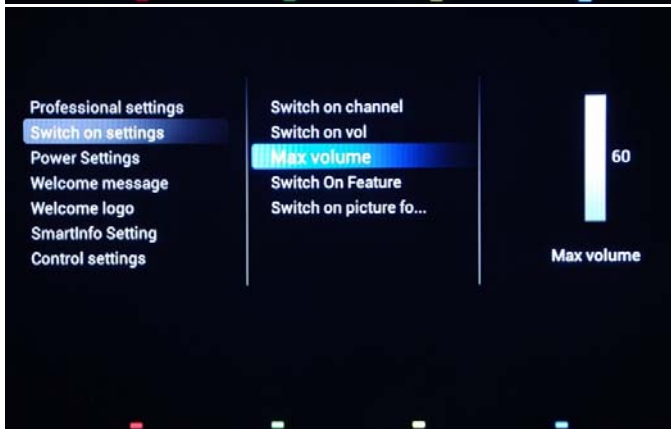 Professional settings
Switch on settings
Power Settings
Welcome message
Welcome logo
SmartInfo Setting
Control settings
Switch on channel
Switch on vol
Max volume
Switch On Feature
Switch on picture fo...
60
Max volume